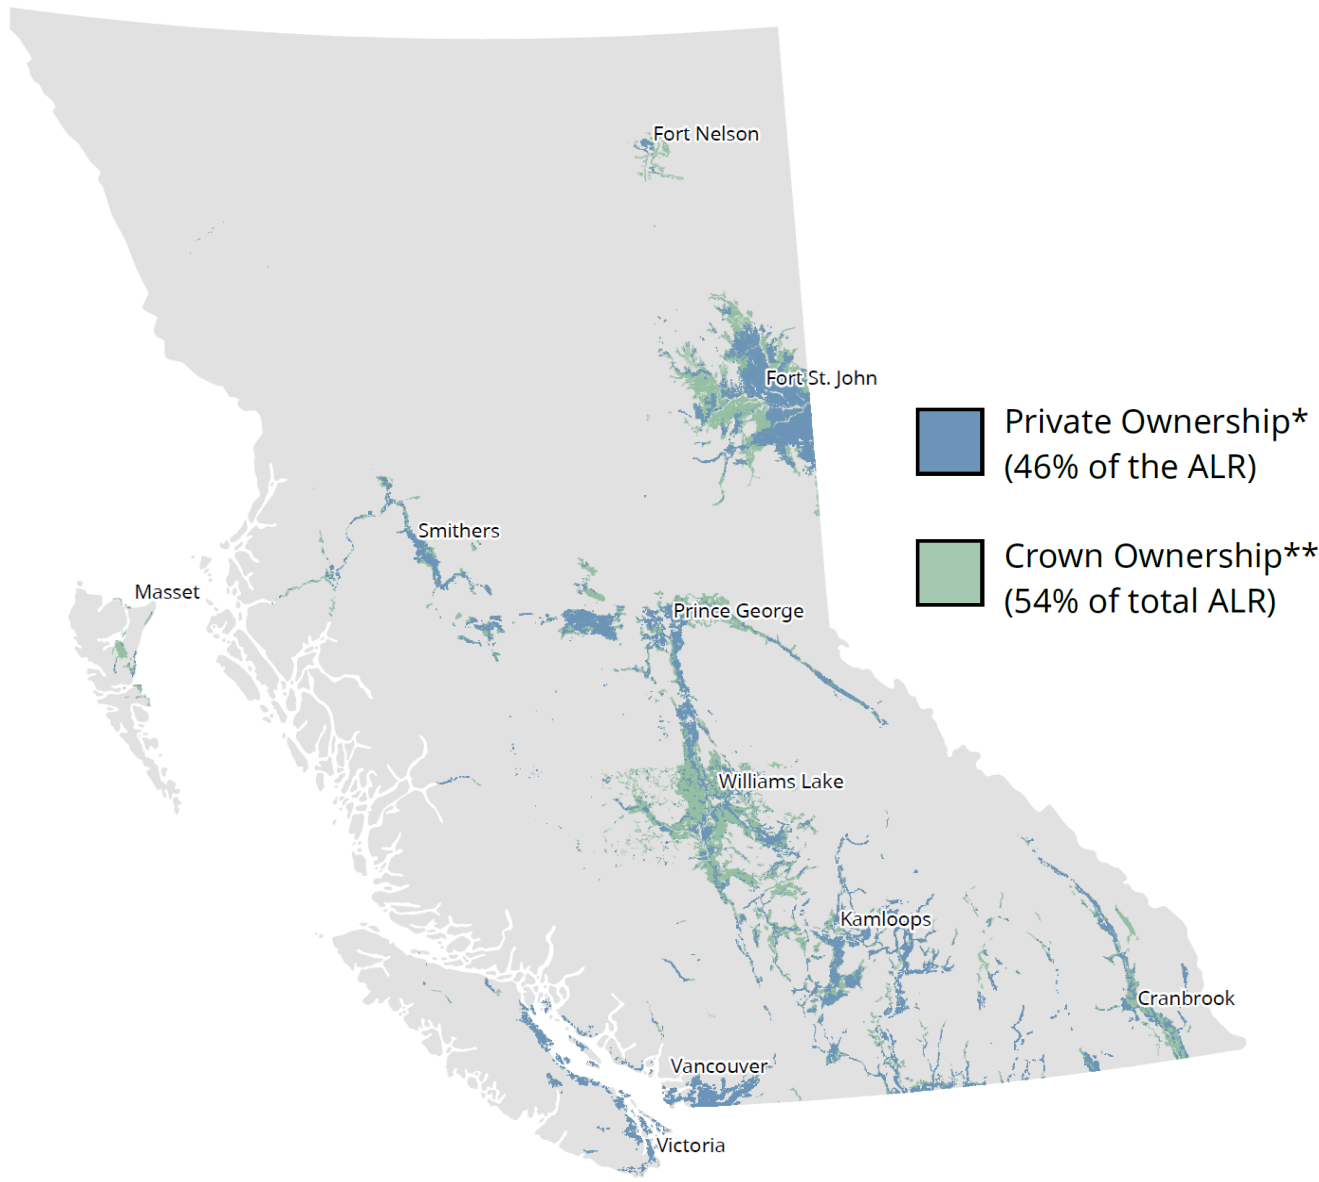 Fort Nelson
Fort St. John
Private Ownership*
(46% of the ALR)
Smithers
Crown Ownership**
(54% of total ALR)
Masset
Prince George
Williams Lake
Kamloops
Cranbrook
Vancouver
Victoria